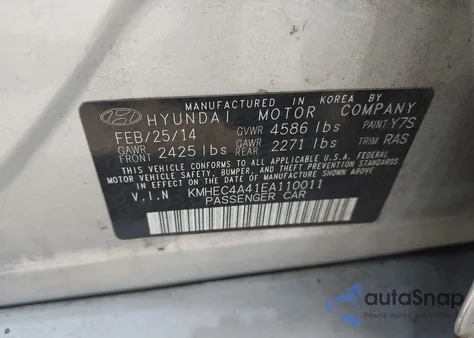 MANUFACTURED IN KOREA
HYUNDAI MOTOR COMPANY
FEB/25/14 GVWR 4586 lbs PAINT Y7S
GAWR FRONT 2425 lbs GAWR REAR 2271 lbs TRIM RAS
THIS VEHICLE CONFORMS TO ALL APPLICABLE U.S.A. FEDERAL
MOTOR VEHICLE SAFETY, BUMPER, AND THEFT PREVENTION STANDARDS
IN EFFECT ON THE DATE OF MANUFACTURE SHOWN ABOVE.
V.I.N KMHEC4A41EA110011
PASSENGER CAR
autoSnap